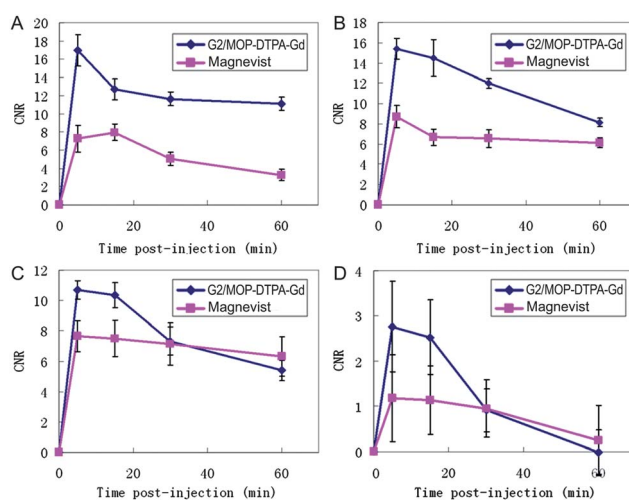 A
20
18
16
14
12
10
8
6
4
2
0
CNR
G2/MOP-DTPA-Gd
Magnevist
0 20 40 60
Time post-injection (min)
B
18
16
14
12
10
8
6
4
2
0
CNR
G2/MOP-DTPA-Gd
Magnevist
0 20 40 60
Time post-injection (min)
C
12
10
8
6
4
2
0
CNR
G2/MOP-DTPA-Gd
Magnevist
0 20 40 60
Time post-injection (min)
D
4
3
2
1
0
CNR
G2/MOP-DTPA-Gd
Magnevist
0 20 40 60
Time post-injection (min)